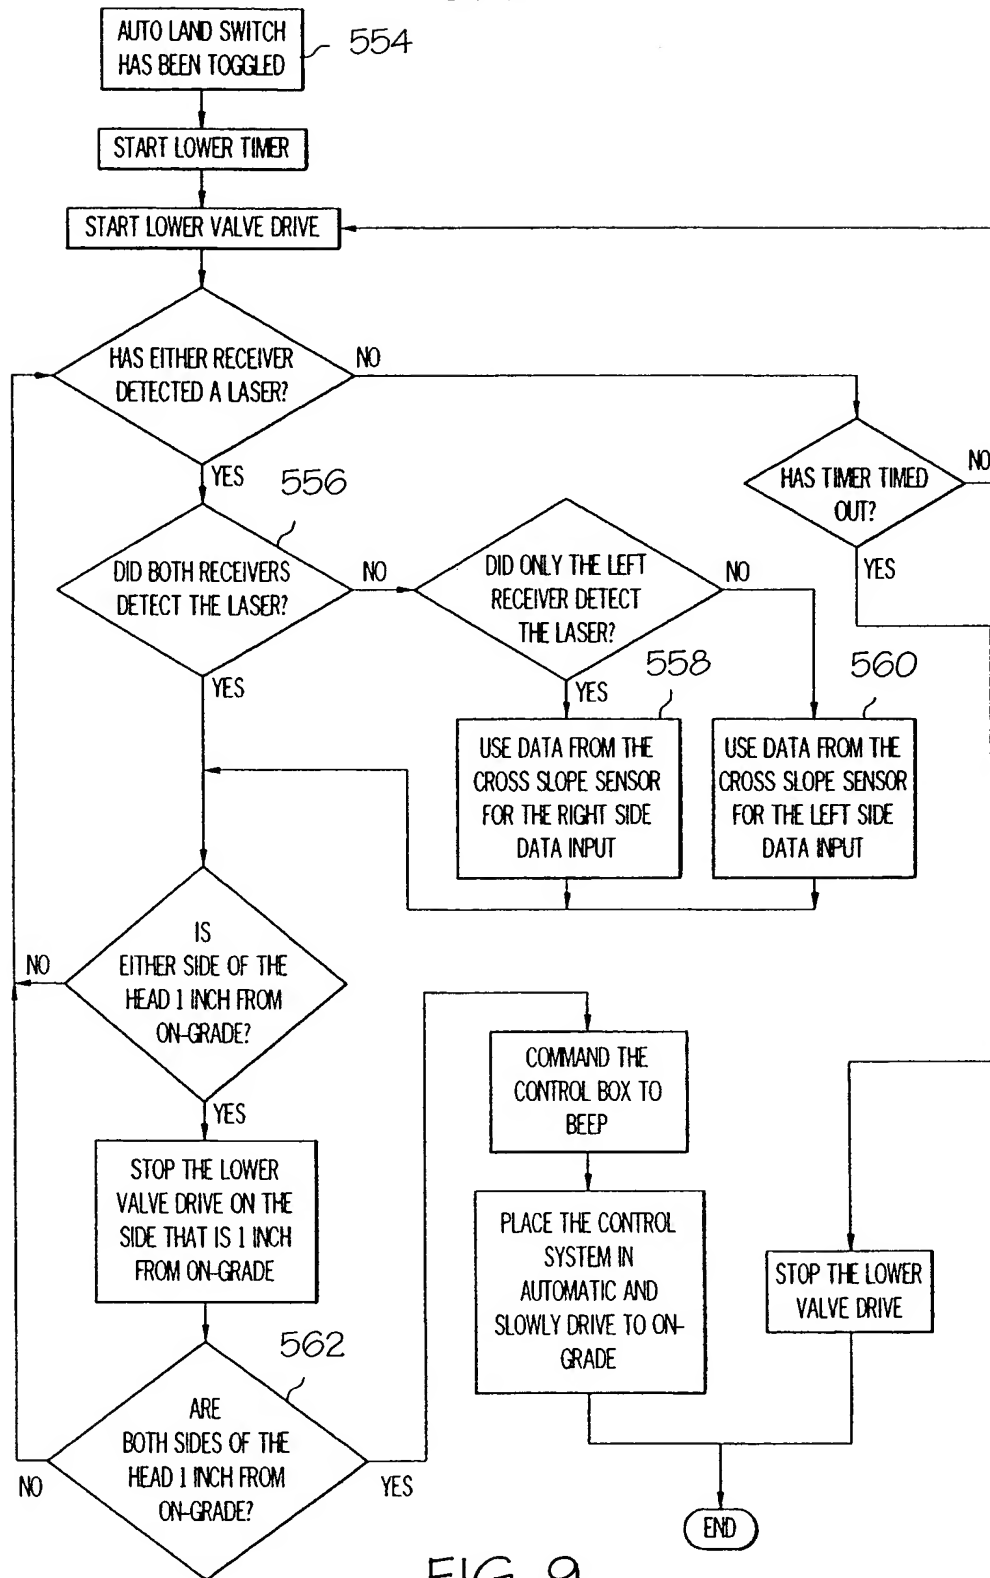 AUTO LAND SWITCH
HAS BEEN TOGGLED
554
START LOWER TIMER
START LOWER VALVE DRIVE
HAS EITHER RECEIVER
DETECTED A LASER?
NO
YES
HAS TIMER TIMED
OUT?
NO
YES
556
DID BOTH RECEIVERS
DETECT THE LASER?
NO
YES
DID ONLY THE LEFT
RECEIVER DETECT
THE LASER?
NO
YES
558
USE DATA FROM THE
CROSS SLOPE SENSOR
FOR THE RIGHT SIDE
DATA INPUT
560
USE DATA FROM THE
CROSS SLOPE SENSOR
FOR THE LEFT SIDE
DATA INPUT
IS
EITHER SIDE OF THE
HEAD 1 INCH FROM
ON-GRADE?
NO
YES
STOP THE LOWER
VALVE DRIVE ON THE
SIDE THAT IS 1 INCH
FROM ON-GRADE
562
ARE
BOTH SIDES OF THE
HEAD 1 INCH FROM
ON-GRADE?
NO
YES
COMMAND THE
CONTROL BOX TO
BEEP
PLACE THE CONTROL
SYSTEM IN
AUTOMATIC AND
SLOWLY DRIVE TO ON-
GRADE
STOP THE LOWER
VALVE DRIVE
END
FIG. 9